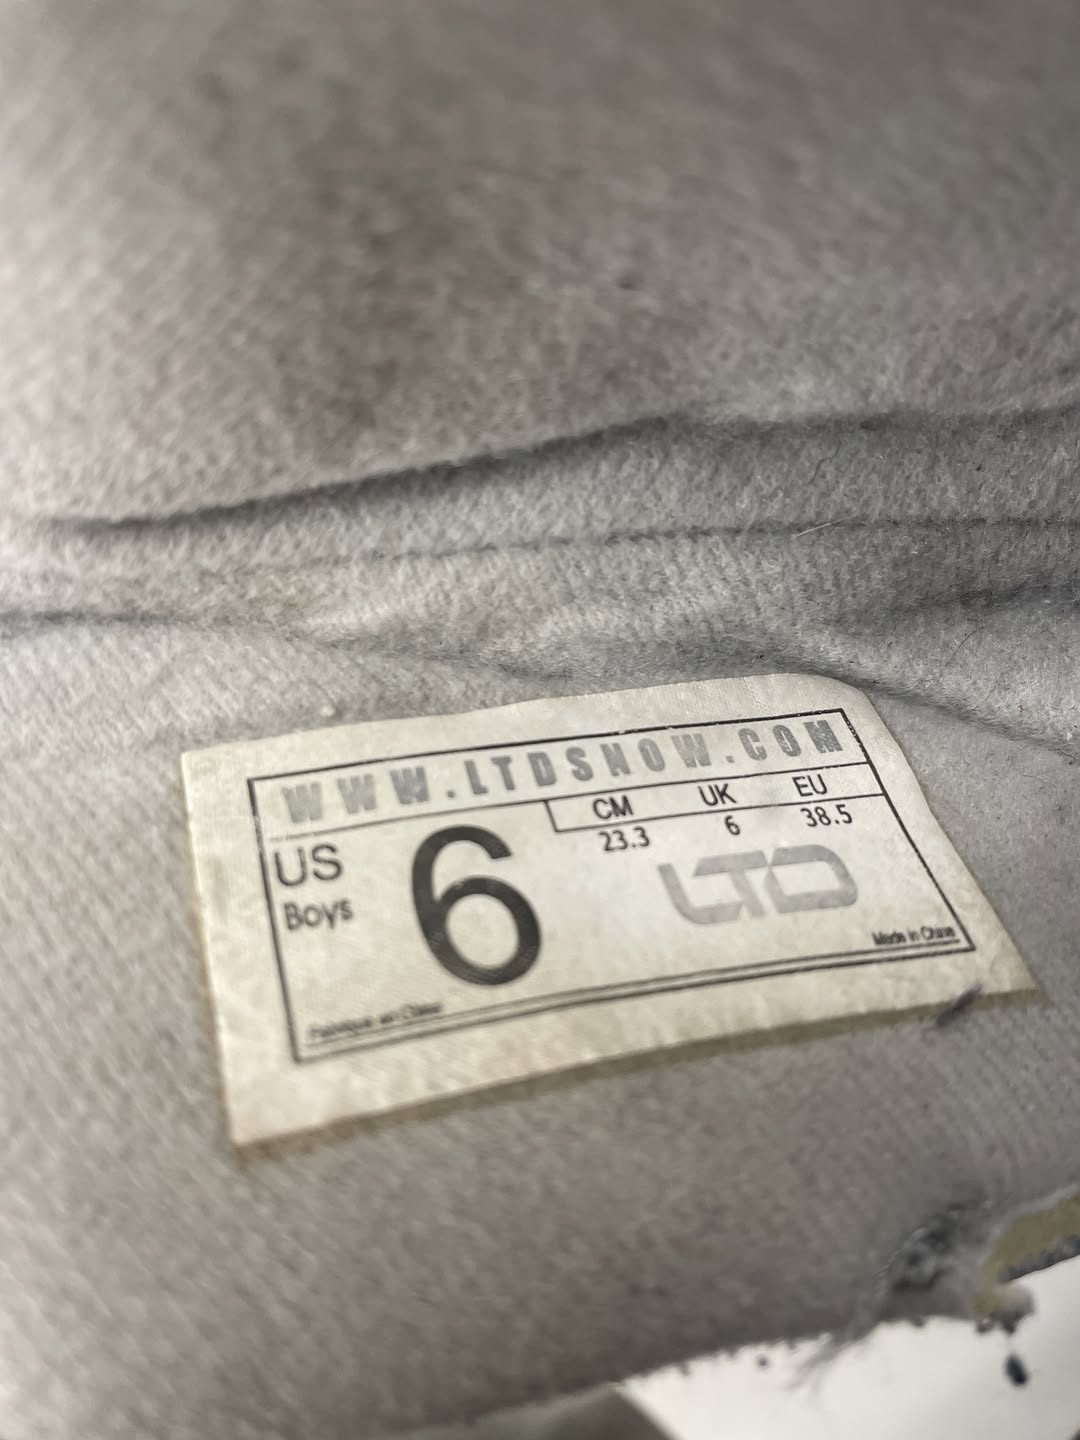 WWW.LTDSNOW.COM
CM UK EU
23.3 6 38.5
US
Boys
6
LTD
Made in China
Fabrique en Chine